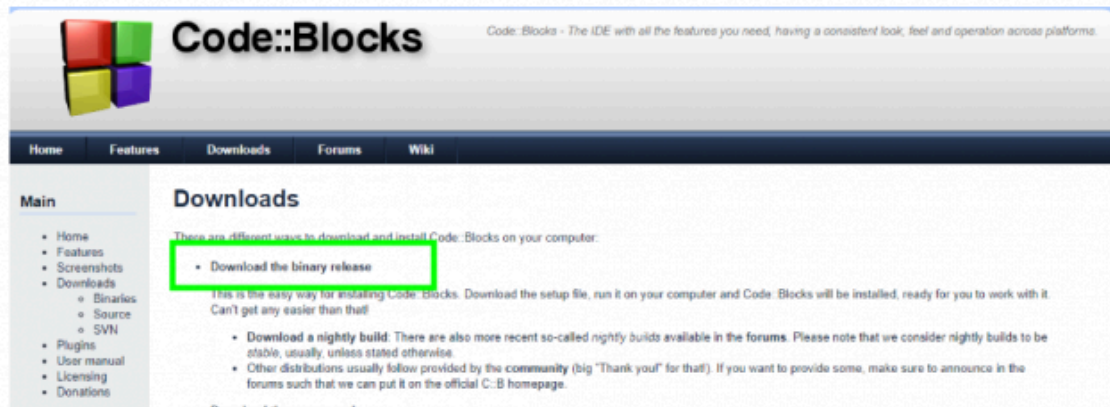 Code::Blocks
Code::Blocks - The IDE with all the features you need, having a consistent look, feel and operation across platforms.
Home Features Downloads Forums Wiki
Main
Home
Features
Screenshots
Downloads
Binaries
Source
SVN
Plugins
User manual
Licensing
Donations
Downloads
There are different ways to download and install Code::Blocks on your computer:
Download the binary release
This is the easy way for installing Code::Blocks. Download the setup file, run it on your computer and Code::Blocks will be installed, ready for you to work with it.
Can't get any easier than that!
Download a nightly build: There are also more recent so-called nightly builds available in the forums. Please note that we consider nightly builds to be
stable, usually, unless stated otherwise.
Other distributions usually follow provided by the community (big "Thank you!" for that!). If you want to provide some, make sure to announce in the
forums such that we can put it on the official C::B homepage.